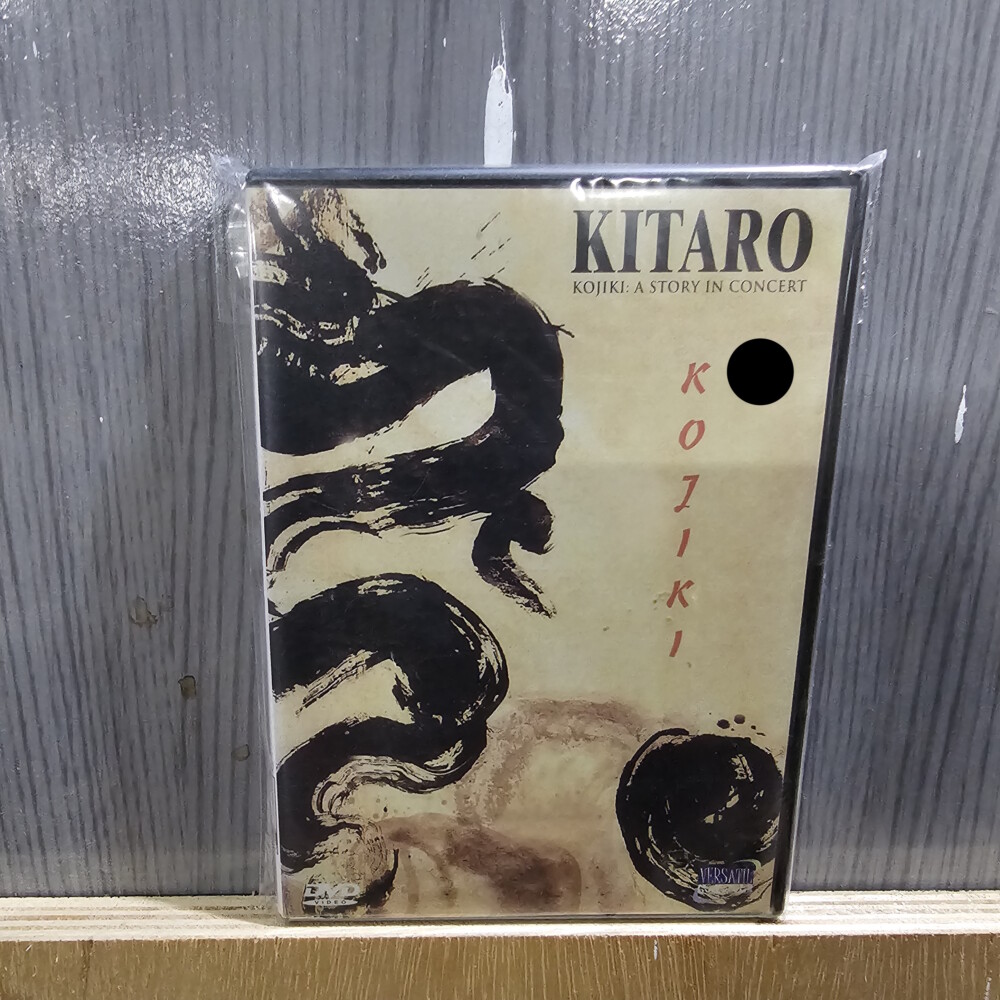 KITARO
KOJIKI: A STORY IN CONCERT
KOJIKI
DVD
VIDEO